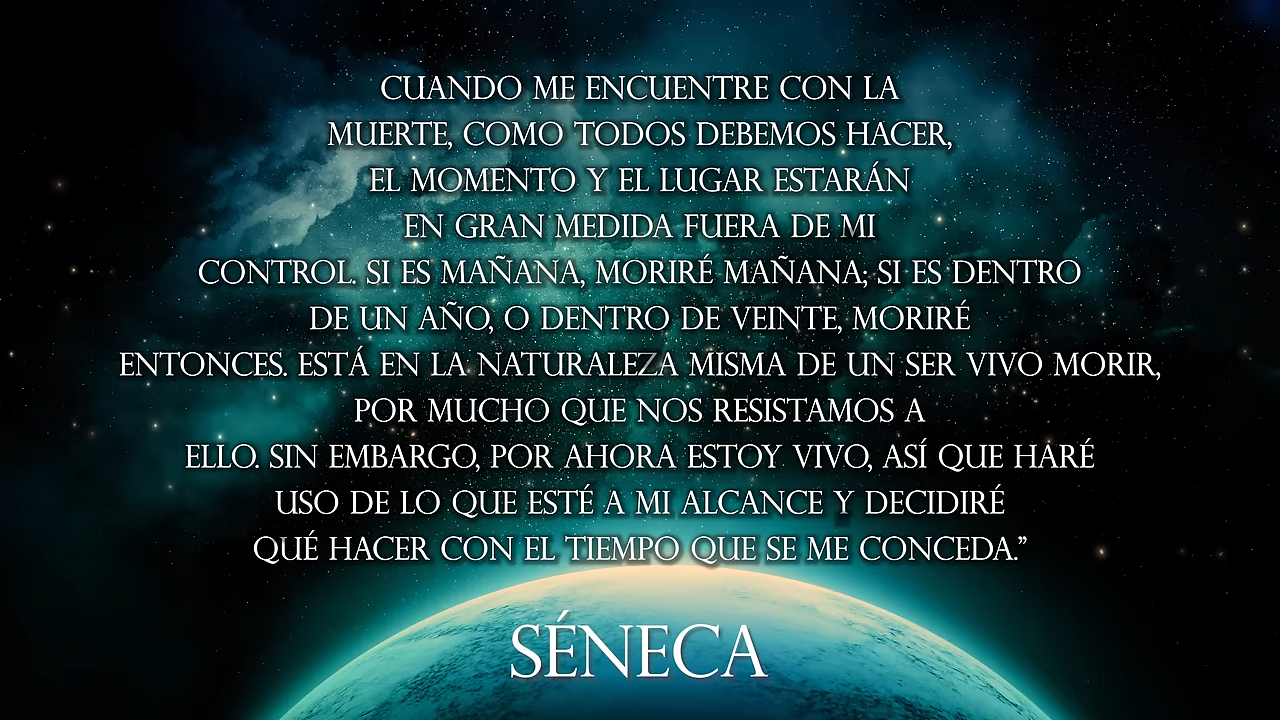 CUANDO ME ENCUENTRE CON LA
MUERTE, COMO TODOS DEBEMOS HACER,
EL MOMENTO Y EL LUGAR ESTARÁN
EN GRAN MEDIDA FUERA DE MI
CONTROL. SI ES MAÑANA, MORIRÉ MAÑANA; SI ES DENTRO
DE UN AÑO, O DENTRO DE VEINTE, MORIRÉ
ENTONCES. ESTÁ EN LA NATURALEZA MISMA DE UN SER VIVO MORIR,
POR MUCHO QUE NOS RESISTAMOS A
ELLO. SIN EMBARGO, POR AHORA ESTOY VIVO, ASÍ QUE HARÉ
USO DE LO QUE ESTÉ A MI ALCANCE Y DECIDIRÉ
QUÉ HACER CON EL TIEMPO QUE SE ME CONCEDA.”
SÉNECA